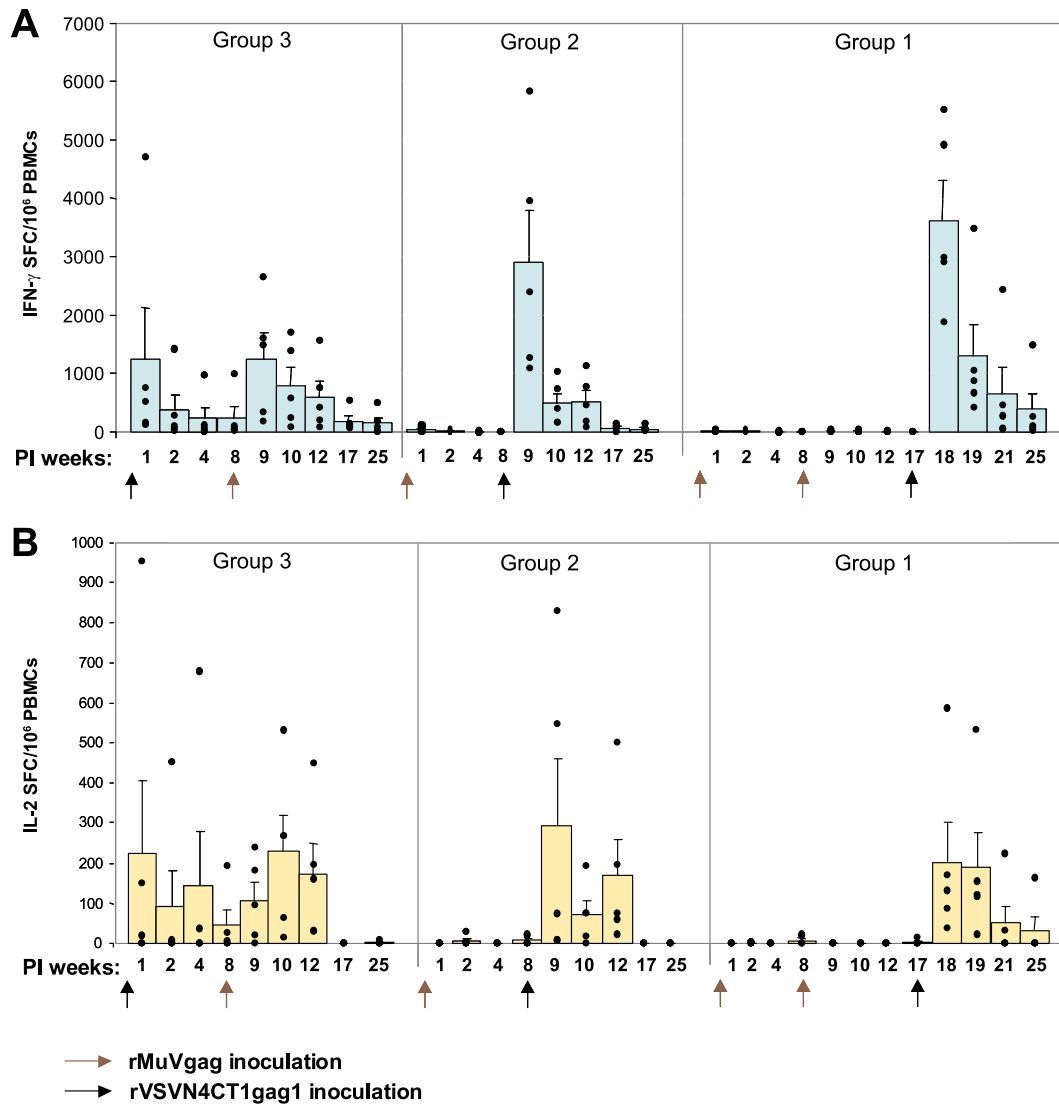 A
Group 3 Group 2 Group 1
IFN-γ SFC/10⁶ PBMCs
7000
6000
5000
4000
3000
2000
1000
0
PI weeks: 1 2 4 8 9 10 12 17 25 1 2 4 8 9 10 12 17 25 1 2 4 8 9 10 12 17 18 19 21 25
B
Group 3 Group 2 Group 1
IL-2 SFC/10⁶ PBMCs
1000
900
800
700
600
500
400
300
200
100
0
PI weeks: 1 2 4 8 9 10 12 17 25 1 2 4 8 9 10 12 17 25 1 2 4 8 9 10 12 17 18 19 21 25
rMuVgag inoculation
rVSVN4CT1gag1 inoculation